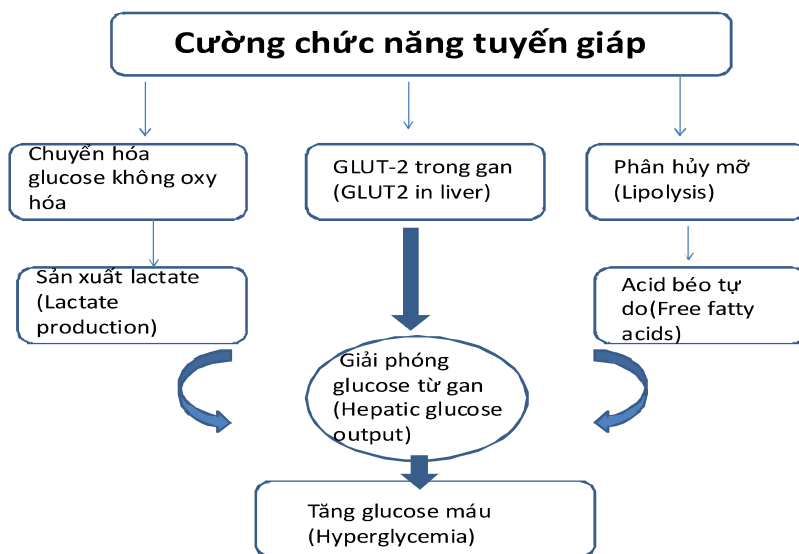 Cường chức năng tuyến giáp
Chuyển hóa
glucose không oxy
hóa
GLUT-2 trong gan
(GLUT2 in liver)
Phân hủy mỡ
(Lipolysis)
Sản xuất lactate
(Lactate
production)
Acid béo tự
do(Free fatty
acids)
Giải phóng
glucose từ gan
(Hepatic glucose
output)
Tăng glucose máu
(Hyperglycemia)